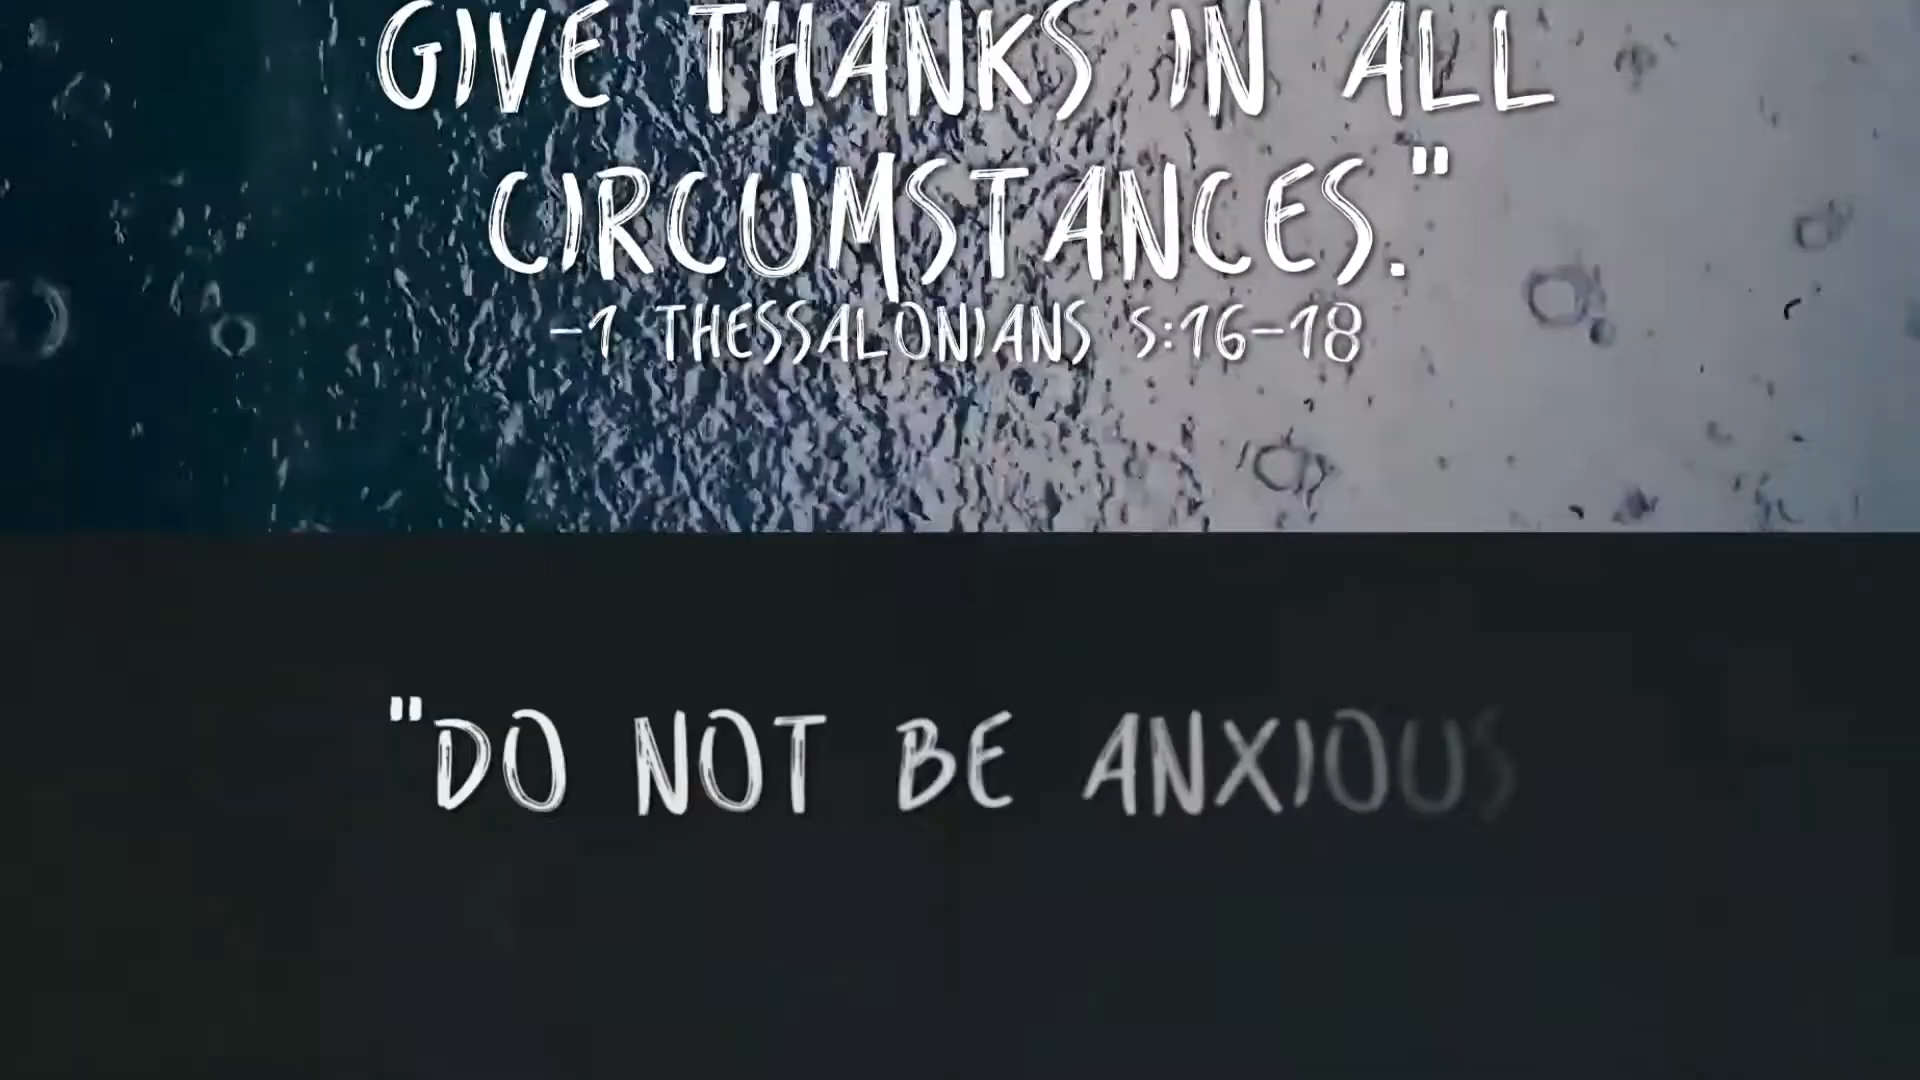 GIVE THANKS IN ALL
CIRCUMSTANCES."
-1 THESSALONIANS 5:16-18
"DO NOT BE ANXIOUS